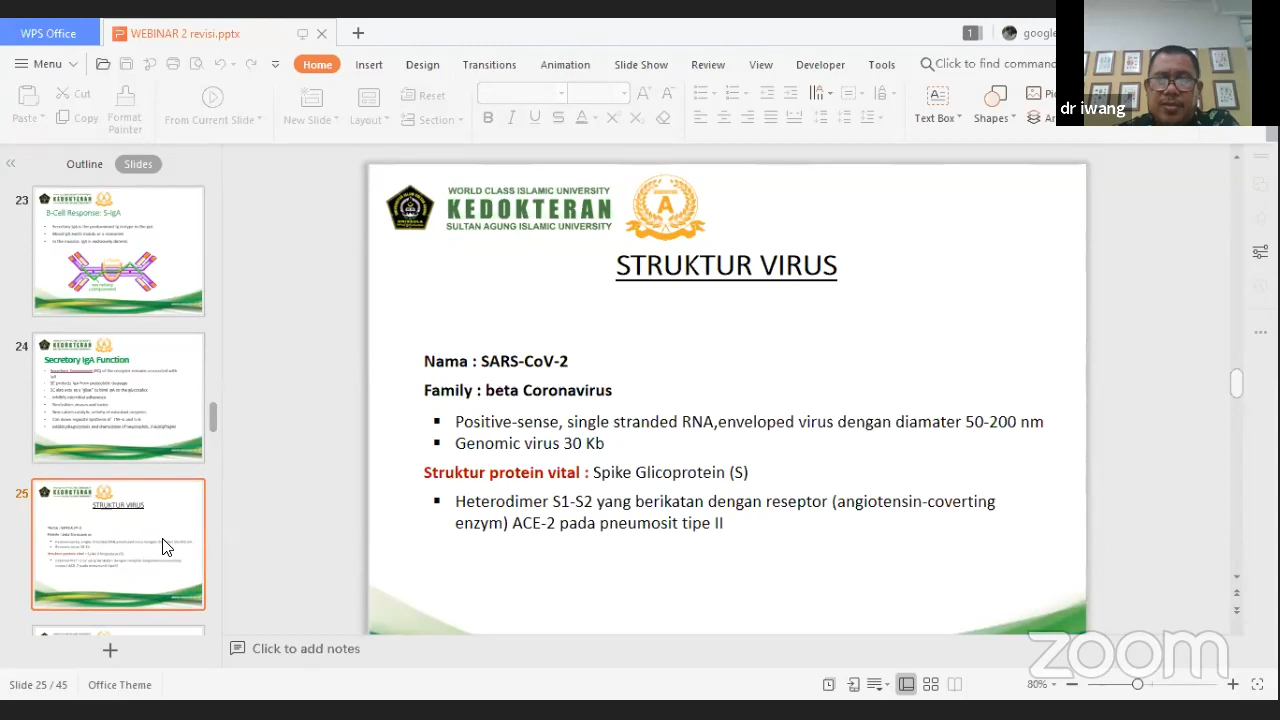 WPS Office
WEBINAR 2 revisi.pptx
1
google
Menu
Home
Insert
Design
Transitions
Animation
Slide Show
Review
View
Developer
Tools
Click to find command
Paste
Cut
Format
Painter
From Current Slide
New Slide
Reset
Section
B I U S A
Text Box
Shapes
dr iwang
Outline
Slides
23
B-Cell Response: S-IgA
24
Secretory IgA Function
25
STRUKTUR VIRUS
WORLD CLASS ISLAMIC UNIVERSITY
KEDOKTERAN
SULTAN AGUNG ISLAMIC UNIVERSITY
A
STRUKTUR VIRUS
Nama : SARS-CoV-2
Family : beta Coronavirus
Positive-sense, single stranded RNA,enveloped virus dengan diamater 50-200 nm
Genomic virus 30 Kb
Struktur protein vital : Spike Glicoprotein (S)
Heterodimer S1-S2 yang berikatan dengan reseptor (angiotensin-coverting
enzym) ACE-2 pada pneumosit tipe II
Click to add notes
zoom
Slide 25 / 45
Office Theme
80%